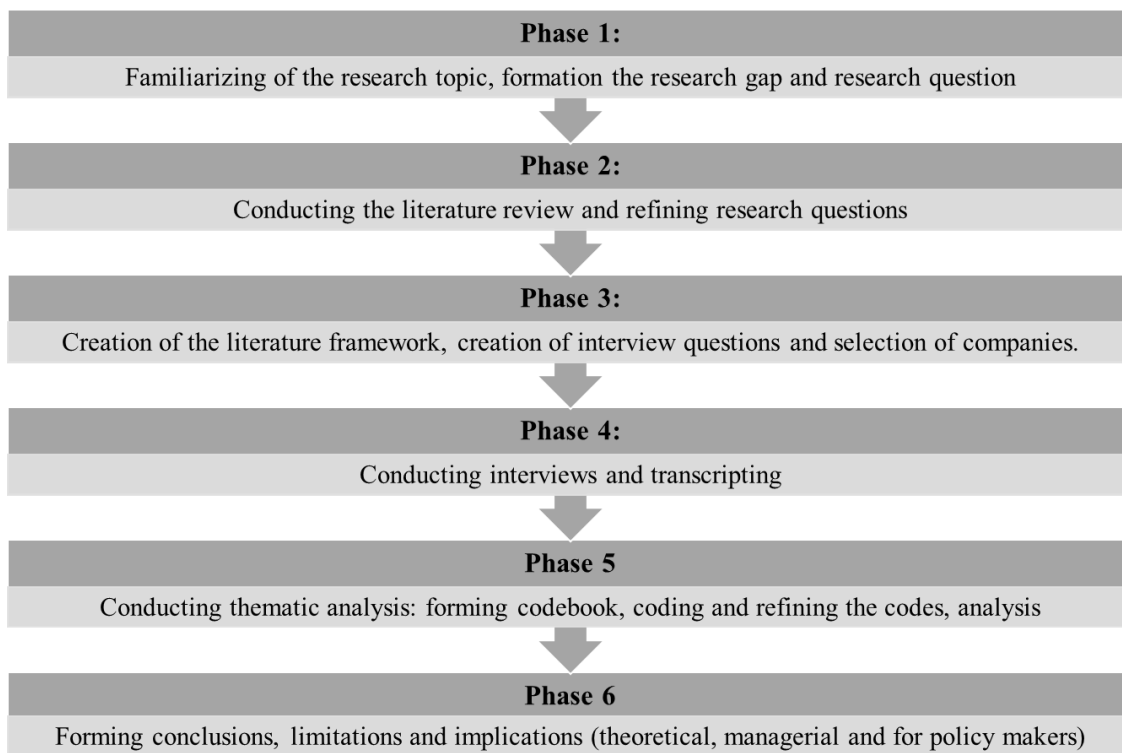 Phase 1:
Familiarizing of the research topic, formation the research gap and research question
Phase 2:
Conducting the literature review and refining research questions
Phase 3:
Creation of the literature framework, creation of interview questions and selection of companies.
Phase 4:
Conducting interviews and transcripting
Phase 5
Conducting thematic analysis: forming codebook, coding and refining the codes, analysis
Phase 6
Forming conclusions, limitations and implications (theoretical, managerial and for policy makers)